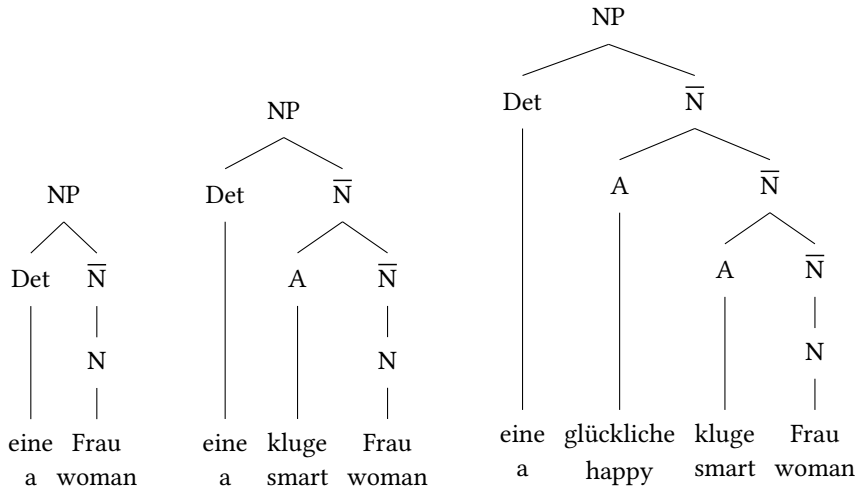 NP
Det N̅
N
eine Frau
a woman
NP
Det N̅
A N̅
N
eine kluge Frau
a smart woman
NP
Det N̅
A N̅
A N̅
N
eine glückliche kluge Frau
a happy smart woman